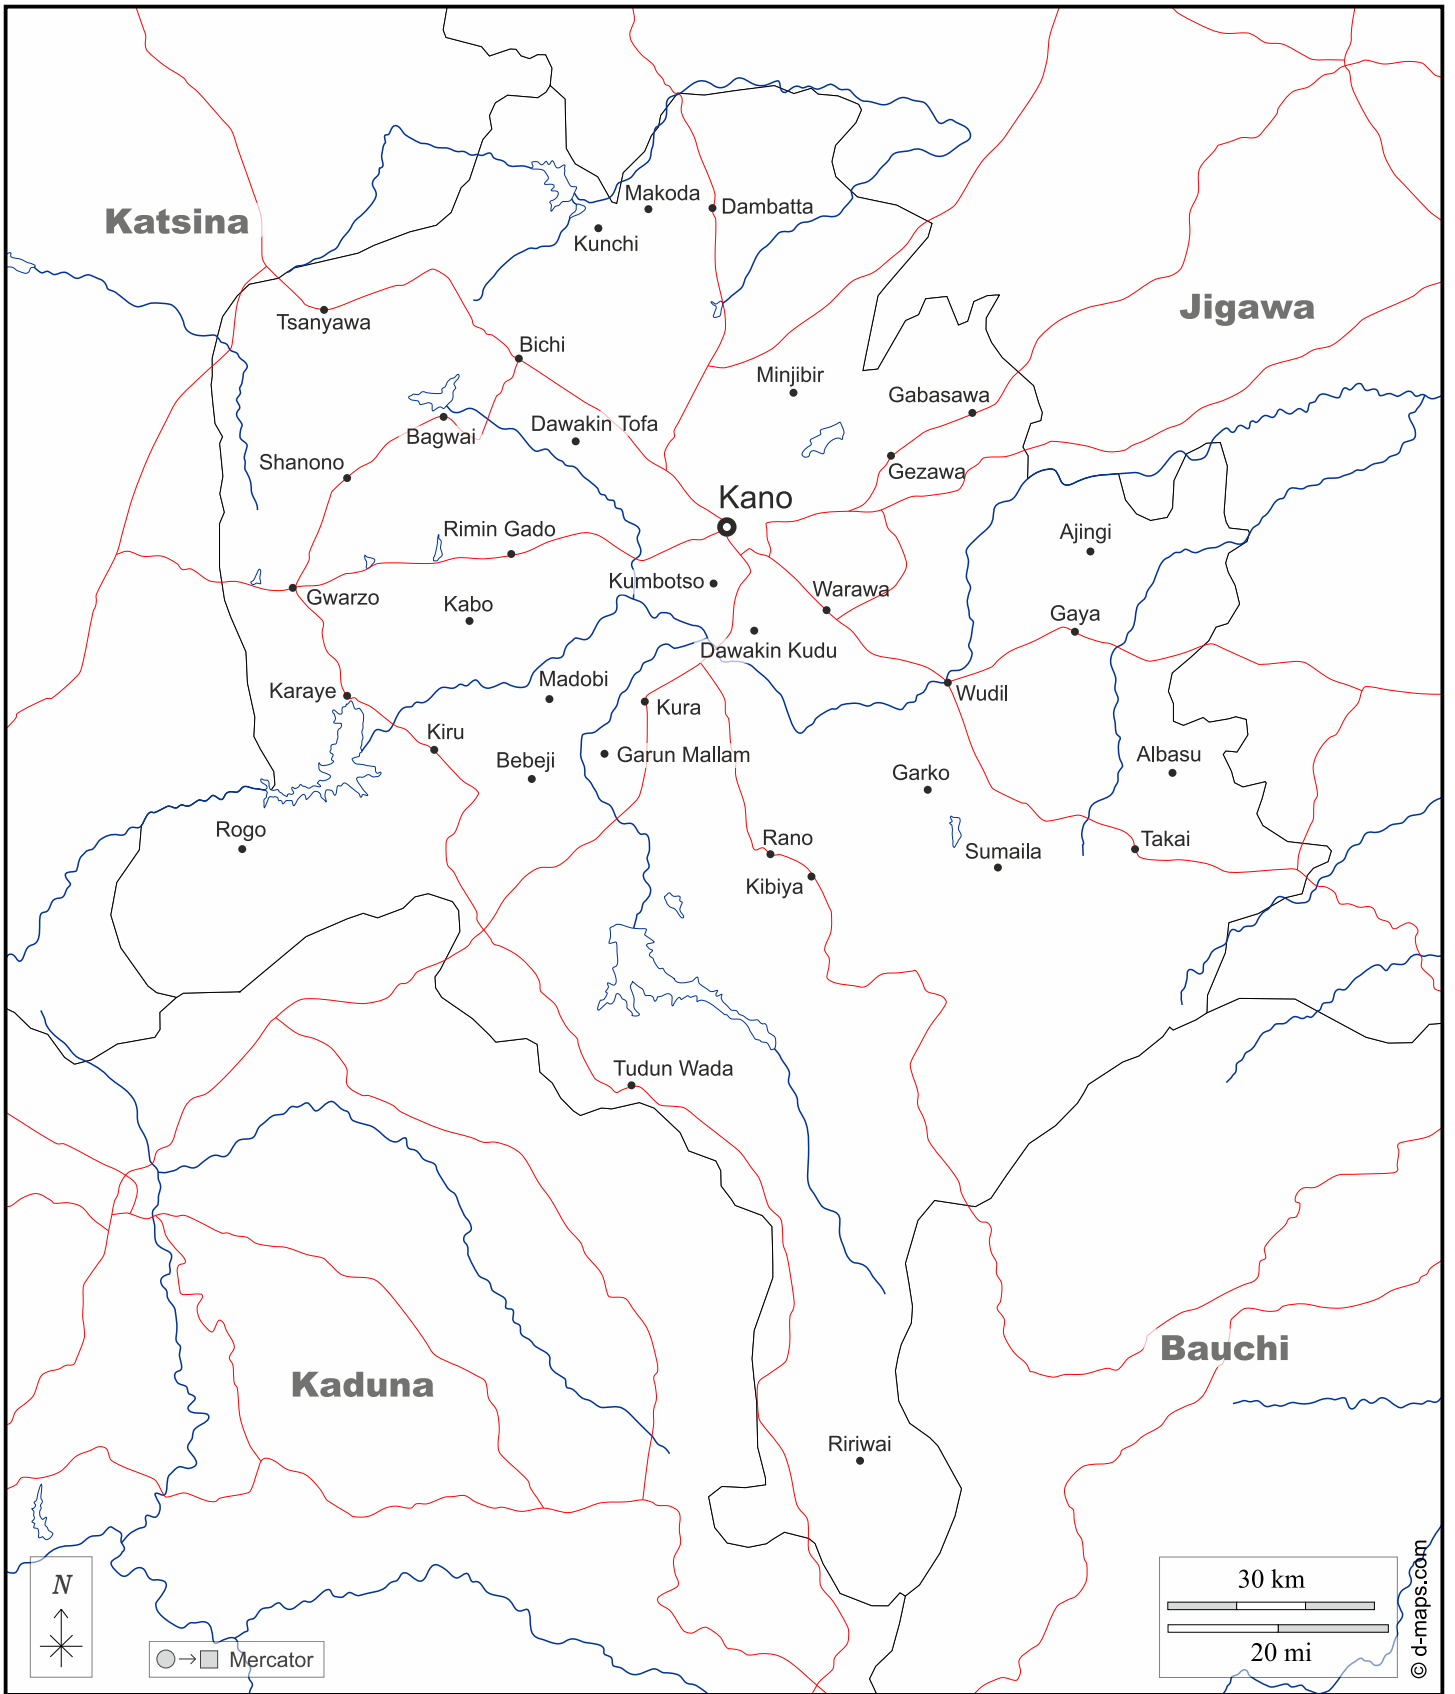 Makoda
Dambatta
Katsina
Kunchi
Jigawa
Tsanyawa
Bichi
Minjibir
Gabasawa
Dawakin Tofa
Bagwai
Shanono
Gezawa
Kano
Rimin Gado
Ajingi
Kumbotso
Warawa
Gwarzo
Kabo
Gaya
Dawakin Kudu
Madobi
Karaye
Wudil
Kura
Kiru
Garun Mallam
Albasu
Bebeji
Garko
Rogo
Rano
Takai
Sumaila
Kibiya
Tudun Wada
Bauchi
Kaduna
Ririwai
N
Mercator
30 km
20 mi
© d-maps.com